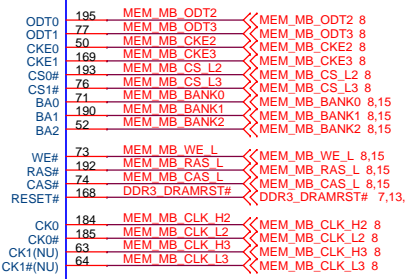 ODT0 195 MEM_MB_ODT2 MEM_MB_ODT2 8
ODT1 77 MEM_MB_ODT3 MEM_MB_ODT3 8
CKE0 50 MEM_MB_CKE2 MEM_MB_CKE2 8
CKE1 169 MEM_MB_CKE3 MEM_MB_CKE3 8
CS0# 193 MEM_MB_CS_L2 MEM_MB_CS_L2 8
CS1# 76 MEM_MB_CS_L3 MEM_MB_CS_L3 8
BA0 71 MEM_MB_BANK0 MEM_MB_BANK0 8,15
BA1 190 MEM_MB_BANK1 MEM_MB_BANK1 8,15
BA2 52 MEM_MB_BANK2 MEM_MB_BANK2 8,15
WE# 73 MEM_MB_WE_L MEM_MB_WE_L 8,15
RAS# 192 MEM_MB_RAS_L MEM_MB_RAS_L 8,15
CAS# 74 MEM_MB_CAS_L MEM_MB_CAS_L 8,15
RESET# 168 DDR3_DRAMRST# DDR3_DRAMRST# 7,13,
CK0 184 MEM_MB_CLK_H2 MEM_MB_CLK_H2 8
CK0# 185 MEM_MB_CLK_L2 MEM_MB_CLK_L2 8
CK1(NU) 63 MEM_MB_CLK_H3 MEM_MB_CLK_H3 8
CK1#(NU) 64 MEM_MB_CLK_L3 MEM_MB_CLK_L3 8